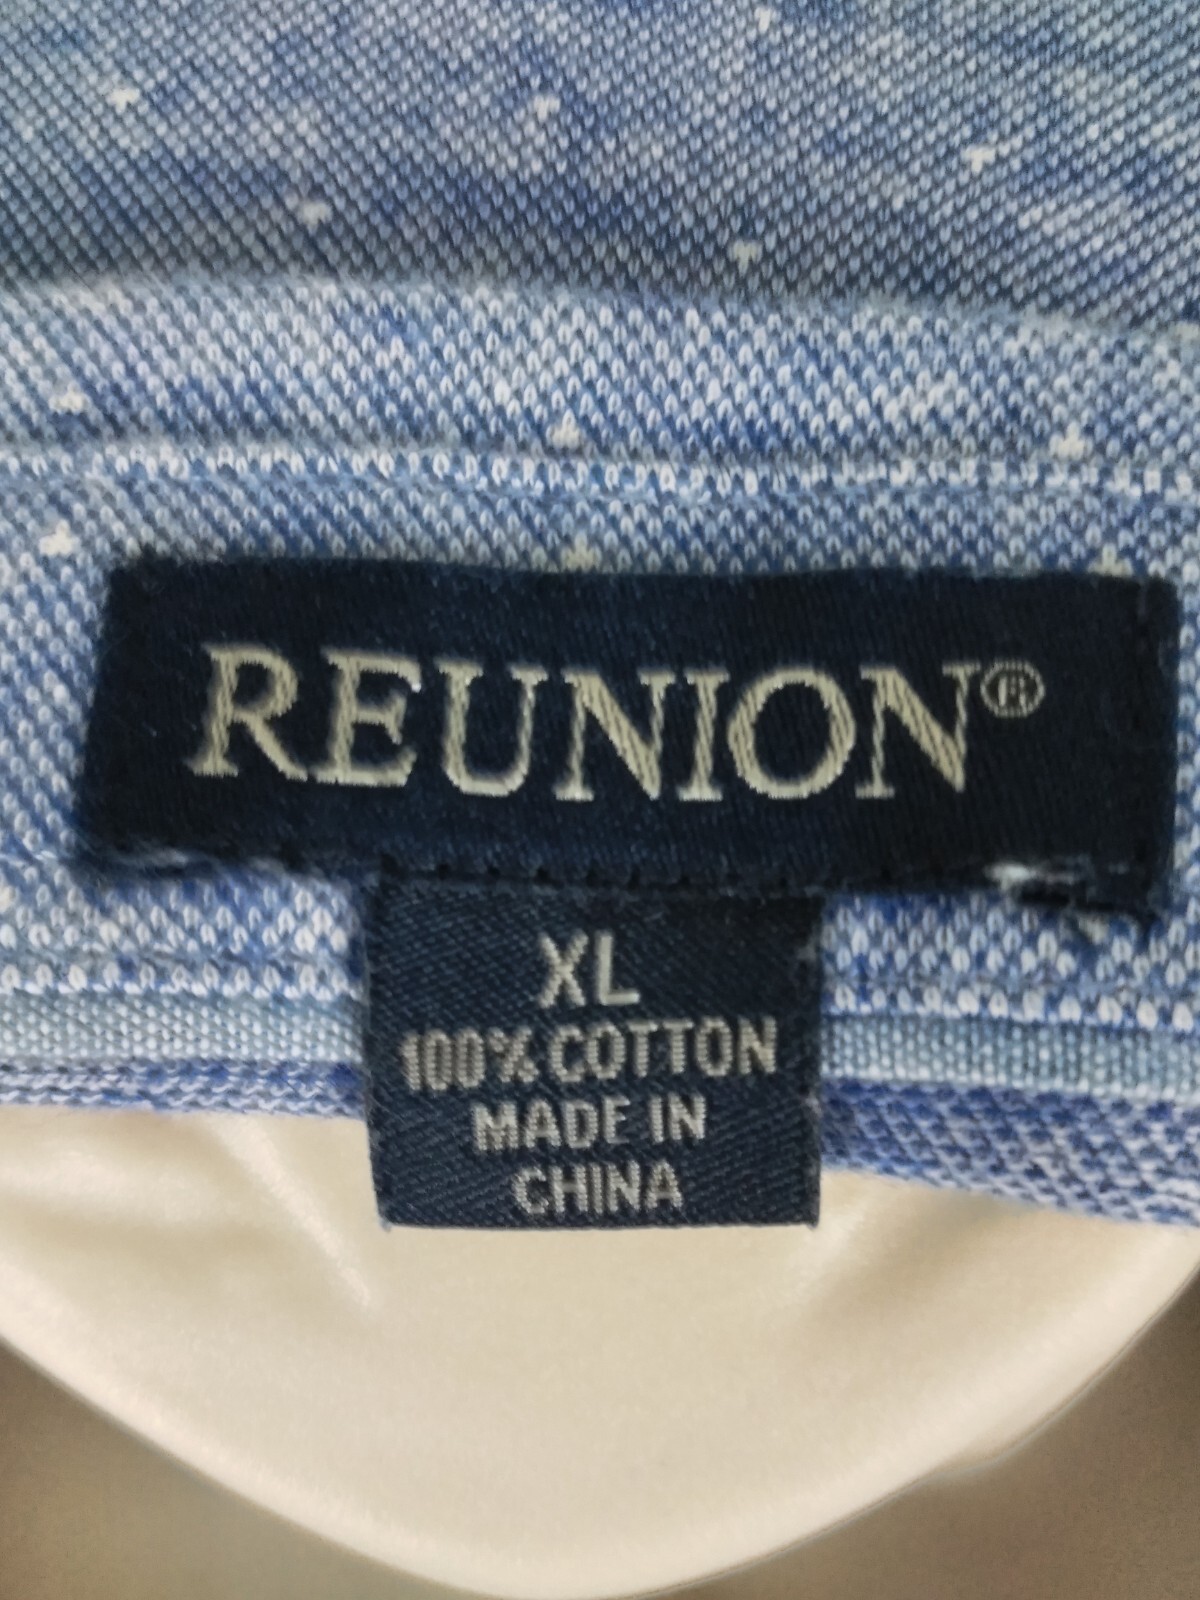 REUNION®
XL
100% COTTON
MADE IN
CHINA